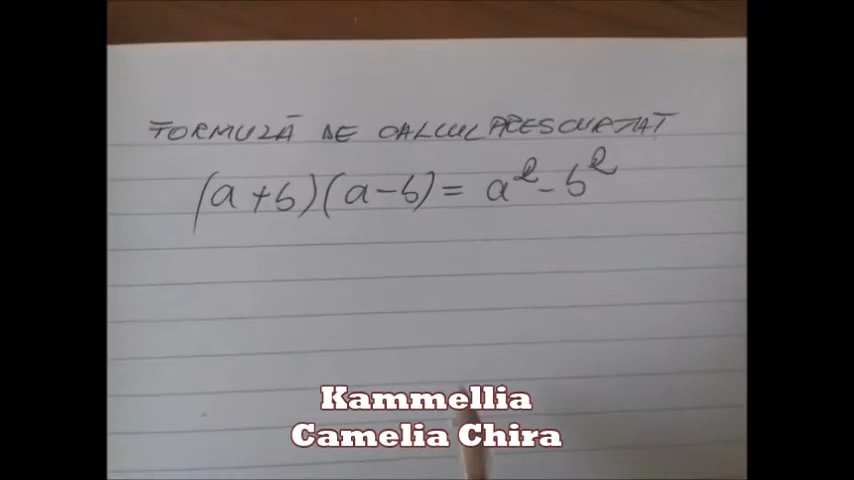 FORMULĂ DE CALCUL PRESCURTAT
(a+b)(a-b)= a²-b²
Kammellia
Camelia Chira